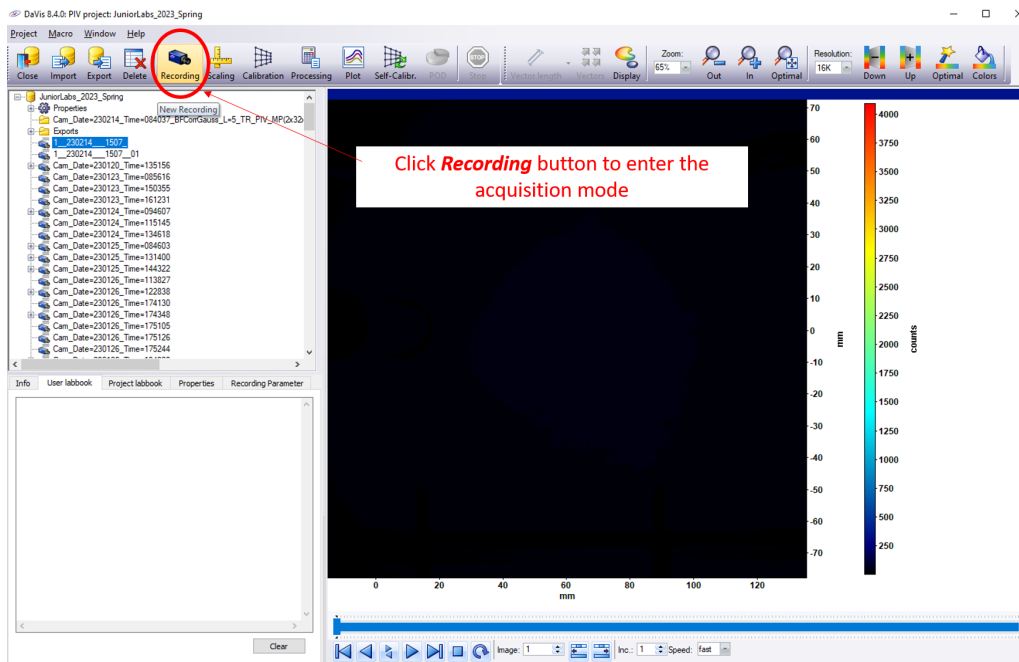 DaVis 8.4.0: PIV project: JuniorLabs_2023_Spring
Project Macro Window Help
Close Import Export Delete Recording Scaling Calibration Processing Plot Self-Calibr. POD Stop Vector length Vectors Display Zoom: 65% Out In Optimal Resolution: 16K Down Up Optimal Colors
JuniorLabs_2023_Spring
Properties
New Recording
Cam_Date=230214_Time=084037_BFCorrGauss_L=5_TR_PIV_MP(2x32
Exports
1__230214___1507_
1__230214___1507__01
Cam_Date=230120_Time=135156
Cam_Date=230123_Time=085616
Cam_Date=230123_Time=150355
Cam_Date=230123_Time=161231
Cam_Date=230124_Time=094607
Cam_Date=230124_Time=115145
Cam_Date=230124_Time=134618
Cam_Date=230125_Time=084603
Cam_Date=230125_Time=131400
Cam_Date=230125_Time=144322
Cam_Date=230126_Time=113827
Cam_Date=230126_Time=122838
Cam_Date=230126_Time=174130
Cam_Date=230126_Time=174348
Cam_Date=230126_Time=175105
Cam_Date=230126_Time=175126
Cam_Date=230126_Time=175244
Click Recording button to enter the
acquisition mode
Info User labbook Project labbook Properties Recording Parameter
Clear
70
60
50
40
30
20
10
0
-10
-20
-30
-40
-50
-60
-70
mm
4000
3750
3500
3250
3000
2750
2500
2250
2000
1750
1500
1250
1000
750
500
250
counts
0 20 40 60 80 100 120
mm
Image: 1 Inc.: 1 Speed: fast